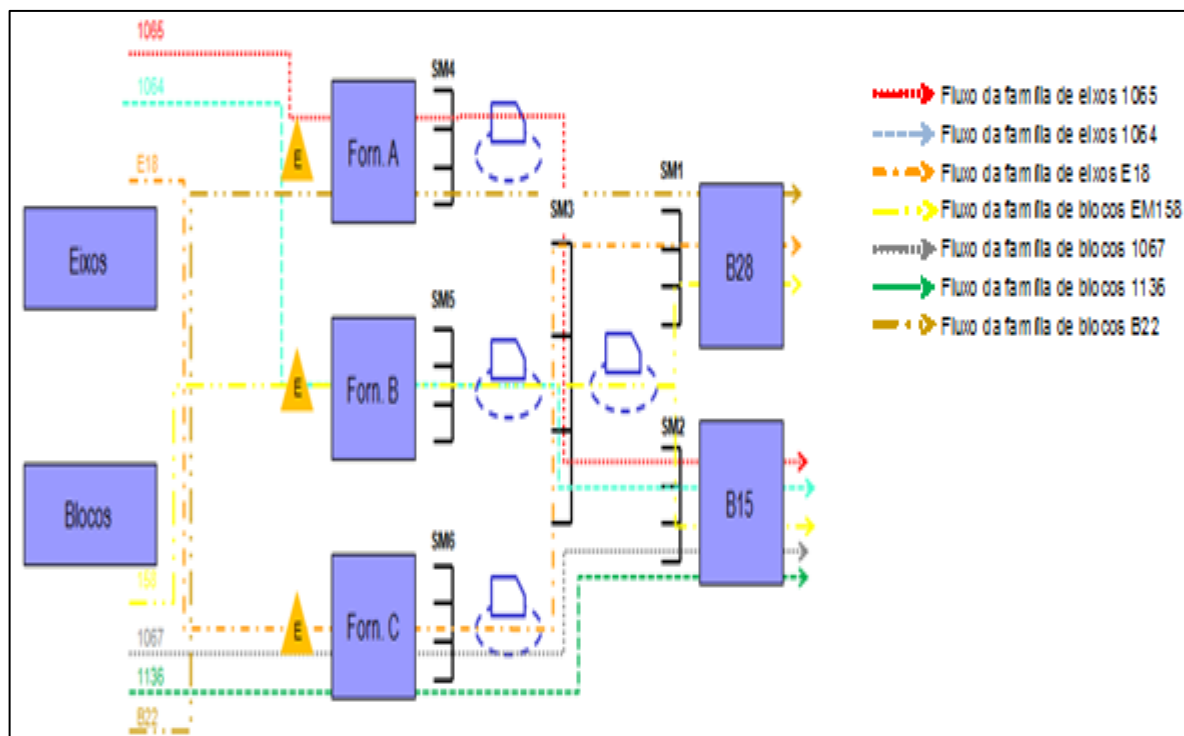 1065
1064
E18
Eixos
Blocos
158
1067
1136
B22
E
Forn. A
SM4
E
Forn. B
SM5
E
Forn. C
SM6
SM3
SM1
B28
SM2
B15
Fluxo da família de eixos 1065
Fluxo da família de eixos 1064
Fluxo da família de eixos E18
Fluxo da família de blocos EM158
Fluxo da família de blocos 1067
Fluxo da família de blocos 1136
Fluxo da família de blocos B22